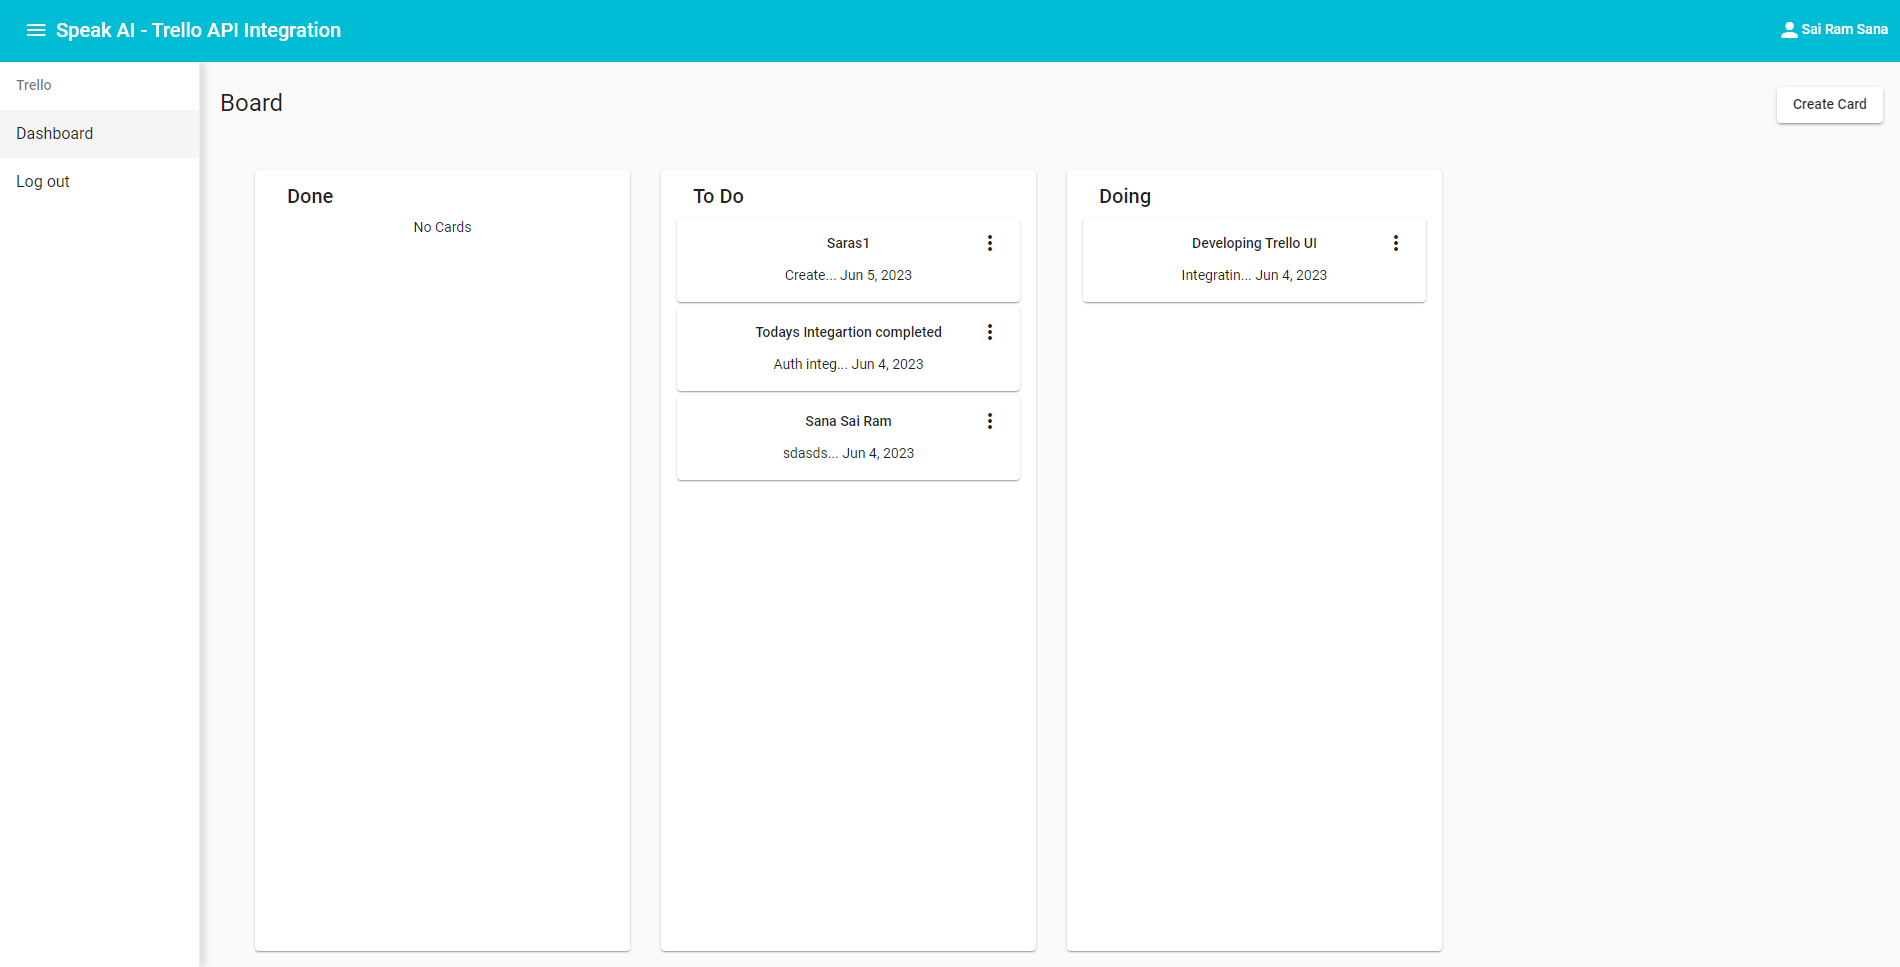 Speak AI - Trello API Integration
Sai Ram Sana
Trello
Dashboard
Log out
Board
Create Card
Done
No Cards
To Do
Saras1
Create... Jun 5, 2023
Todays Integartion completed
Auth integ... Jun 4, 2023
Sana Sai Ram
sdasds... Jun 4, 2023
Doing
Developing Trello UI
Integratin... Jun 4, 2023